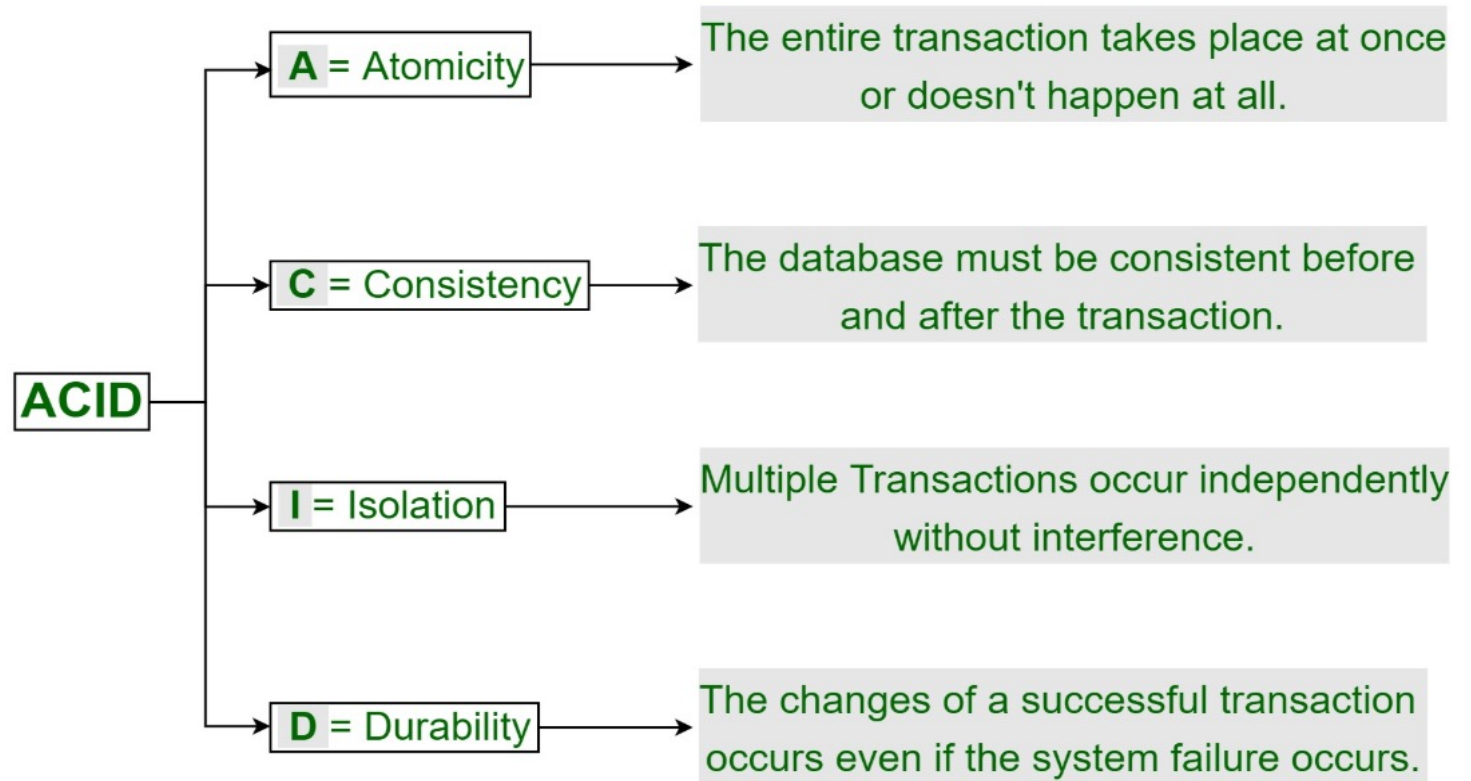 A = Atomicity
The entire transaction takes place at once
or doesn't happen at all.
C = Consistency
The database must be consistent before
and after the transaction.
ACID
I = Isolation
Multiple Transactions occur independently
without interference.
D = Durability
The changes of a successful transaction
occurs even if the system failure occurs.